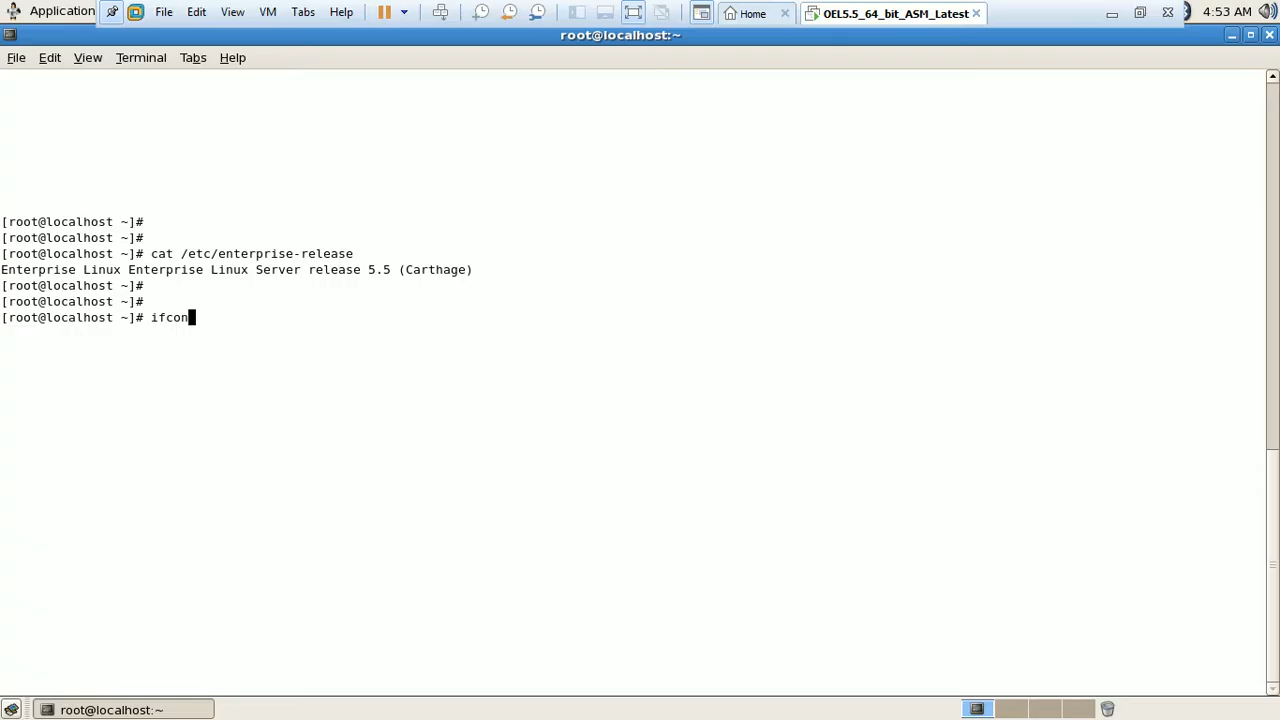 Application File Edit View VM Tabs Help Home OEL5.5_64_bit_ASM_Latest 4:53 AM
root@localhost:~
File Edit View Terminal Tabs Help
[root@localhost ~]#
[root@localhost ~]#
[root@localhost ~]# cat /etc/enterprise-release
Enterprise Linux Enterprise Linux Server release 5.5 (Carthage)
[root@localhost ~]#
[root@localhost ~]#
[root@localhost ~]# ifcon
root@localhost:~